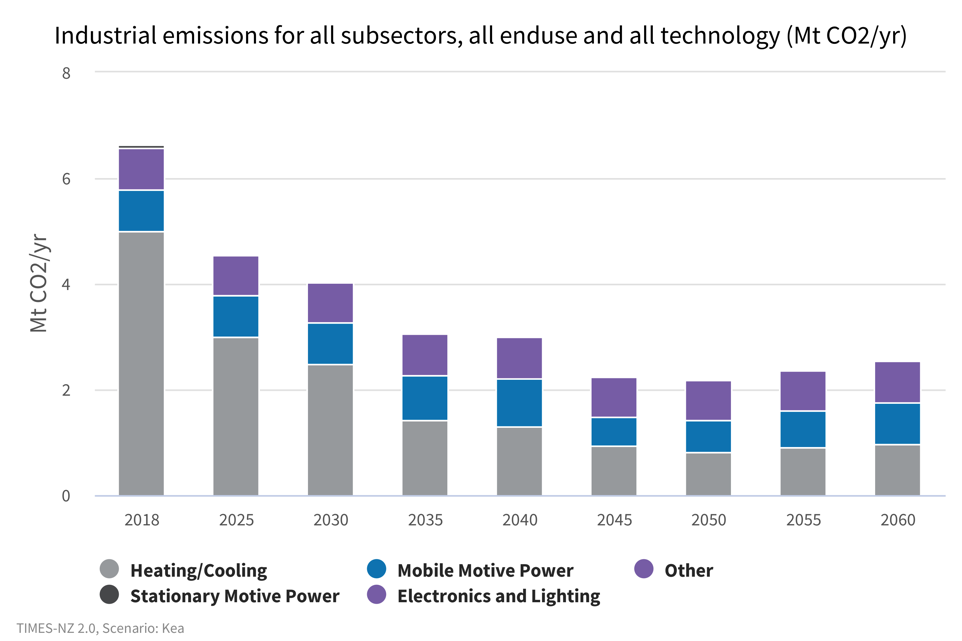 Industrial emissions for all subsectors, all enduse and all technology (Mt CO2/yr)
8
6
4
2
0
Mt CO2/yr
2018 2025 2030 2035 2040 2045 2050 2055 2060
Heating/Cooling Mobile Motive Power Other
Stationary Motive Power Electronics and Lighting
TIMES-NZ 2.0, Scenario: Kea